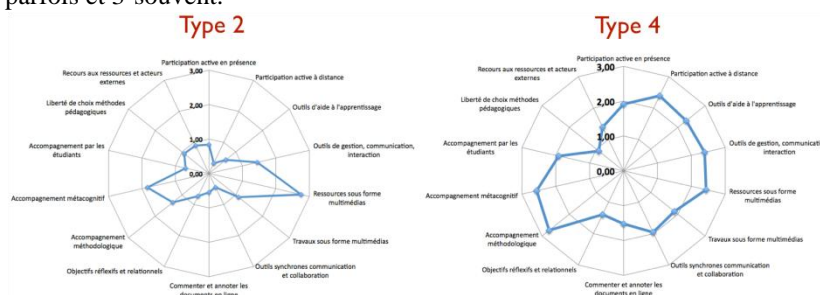 parfois et 3 souvent.
Type 2
Participation active en présence
3,00
Recours aux ressources et acteurs
externes
Participation active à distance
2,00
Liberté de choix méthodes
pédagogiques
Outils d'aide à l'apprentissage
1,00
Accompagnement par les
étudiants
Outils de gestion, communication,
interaction
0,00
Accompagnement métacognitif
Ressources sous forme
multimédias
Accompagnement
méthodologique
Travaux sous forme multimédias
Objectifs réflexifs et relationnels
Outils synchrones communication
et collaboration
Commenter et annoter les
documents en ligne
Type 4
Participation active en présence
3,00
Recours aux ressources et acteurs
externes
Participation active à distance
2,00
Liberté de choix méthodes
pédagogiques
Outils d'aide à l'apprentissage
1,00
Accompagnement par les
étudiants
Outils de gestion, communicati
interaction
0,00
Accompagnement métacognitif
Ressources sous forme
multimédias
Accompagnement
méthodologique
Travaux sous forme multimédias
Objectifs réflexifs et relationnels
Outils synchrones communication
et collaboration
Commenter et annoter les
documents en ligne